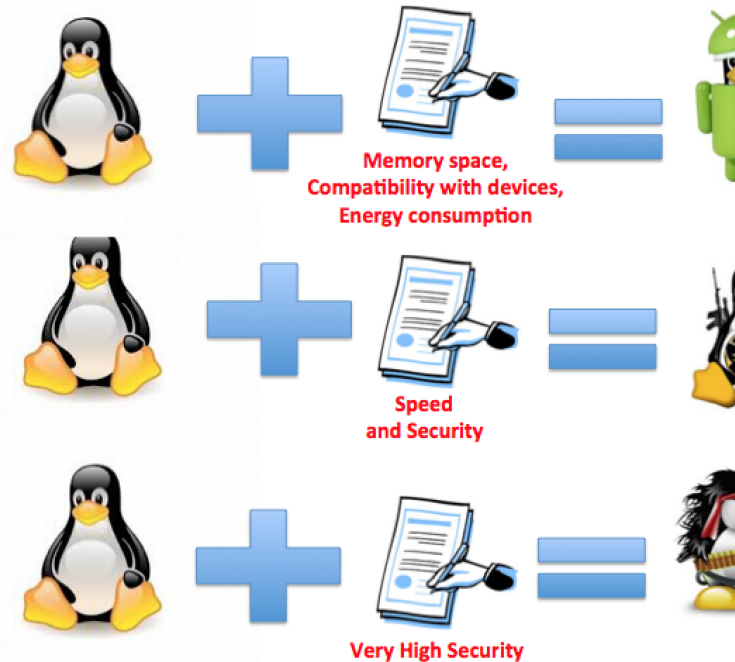 Memory space,
Compatibility with devices,
Energy consumption
Speed
and Security
Very High Security